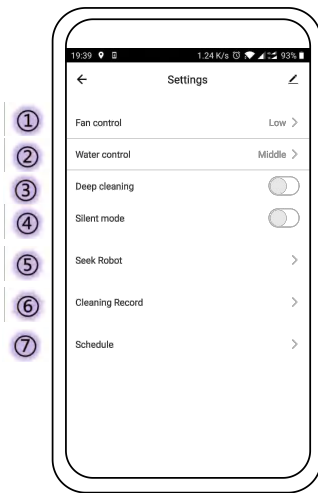 19:39 1.24 K/s 93%
Settings
① Fan control Low >
② Water control Middle >
③ Deep cleaning
④ Silent mode
⑤ Seek Robot >
⑥ Cleaning Record >
⑦ Schedule >